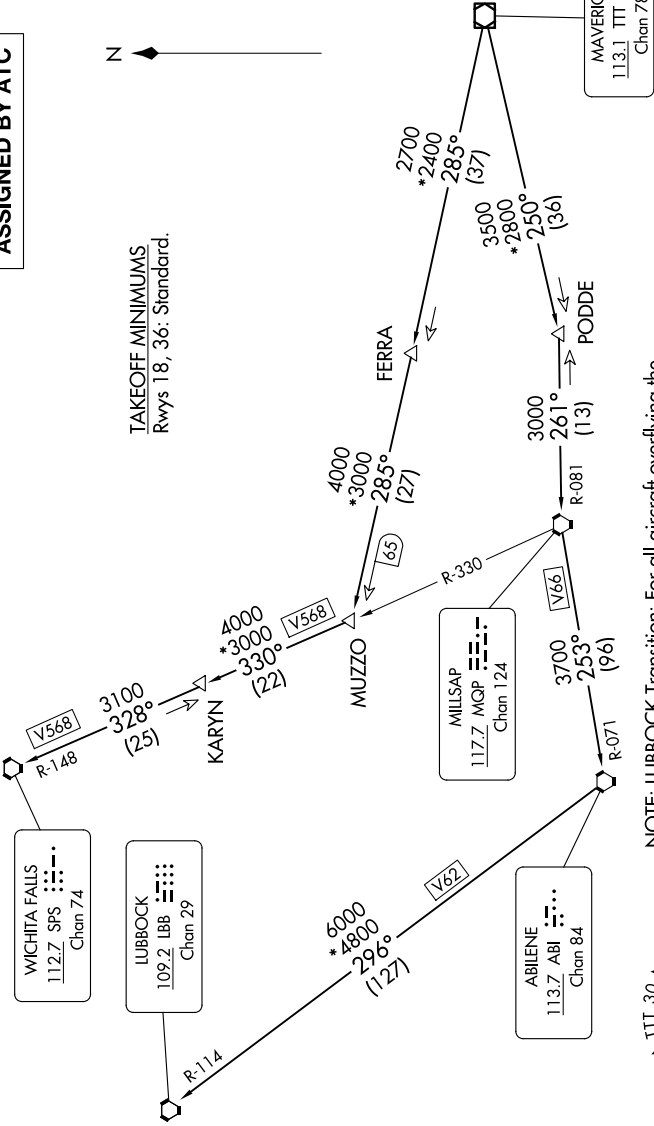 ASSIGNED BY ATC
N
TAKEOFF MINIMUMS
Rwys 18, 36: Standard.
WICHITA FALLS
112.7 SPS
Chan 74
R-148
V568
3100
328°
(25)
KARYN
4000
*3000
330°
(22)
V568
MUZZO
65
4000
*3000
285°
(27)
FERRA
2700
*2400
285°
(37)
113.1 TTT
3500
*2800
250°
(36)
PODDE
3000
261°
(13)
R-081
R-330
MILLSAP
117.7 MQP
Chan 124
V66
3700
253°
(96)
R-071
ABILENE
113.7 ABI
Chan 84
V62
6000
*4800
296°
(127)
R-114
LUBBOCK
109.2 LBB
Chan 29
NOTE: LUBBOCK Transition: For all aircraft overflying the
TTT 30